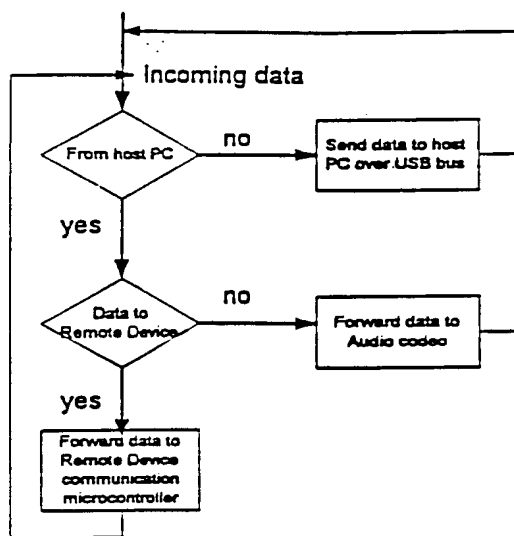 Incoming data
From host PC
no
Send data to host
PC over USB bus
yes
Data to
Remote Device
no
Forward data to
Audio codec
yes
Forward data to
Remote Device
communication
microcontroller